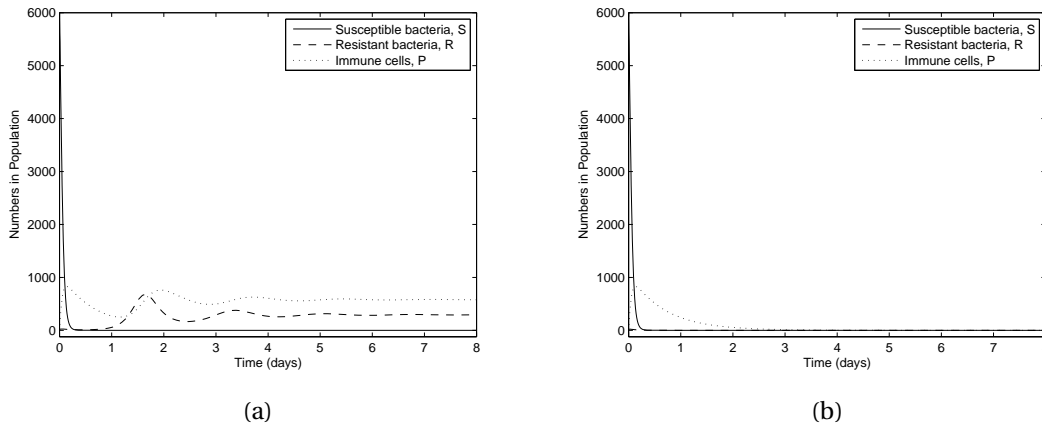 6000
5000
4000
3000
2000
1000
0
Numbers in Population
0 1 2 3 4 5 6 7 8
Time (days)
Susceptible bacteria, S
Resistant bacteria, R
Immune cells, P
(a)
6000
5000
4000
3000
2000
1000
0
Numbers in Population
0 1 2 3 4 5 6 7
Time (days)
Susceptible bacteria, S
Resistant bacteria, R
Immune cells, P
(b)